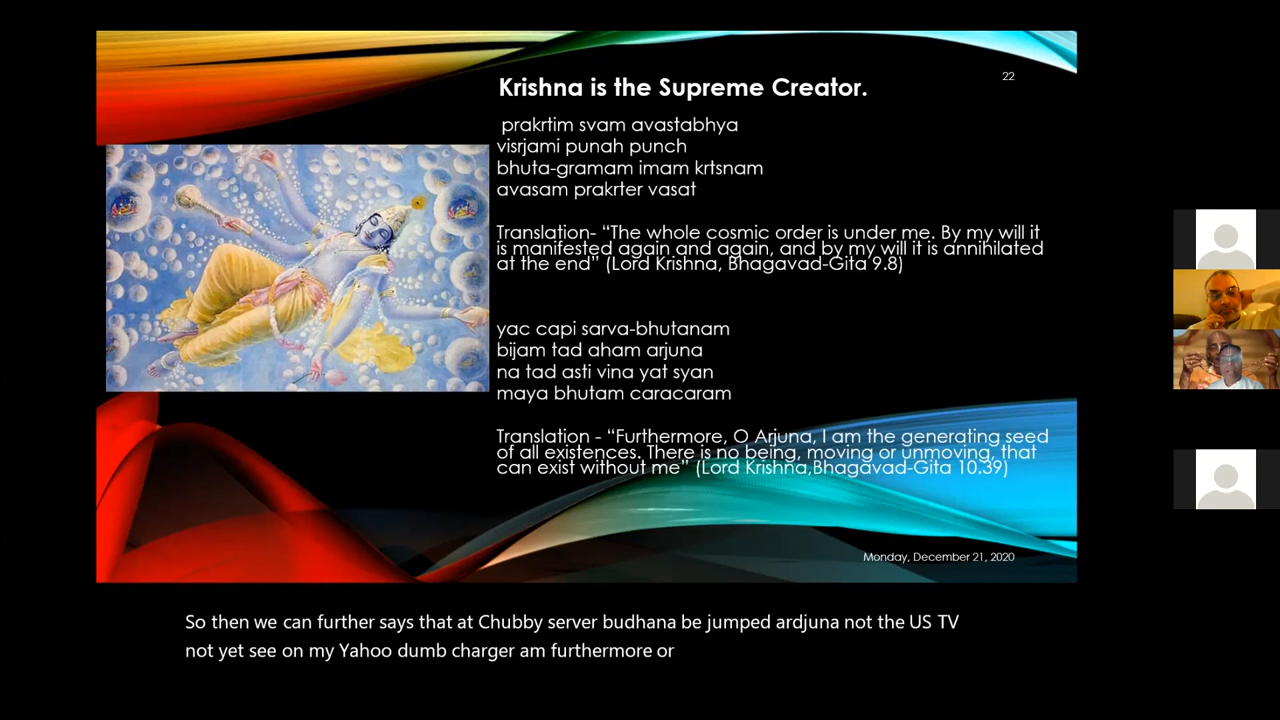 22
Krishna is the Supreme Creator.
prakrtim svam avastabhya
visrjami punah punch
bhuta-gramam imam krtsnam
avasam prakrter vasat
Translation- “The whole cosmic order is under me. By my will it
is manifested again and again, and by my will it is annihilated
at the end” (Lord Krishna, Bhagavad-Gita 9.8)
yac capi sarva-bhutanam
bijam tad aham arjuna
na tad asti vina yat syan
maya bhutam caracaram
Translation - “Furthermore, O Arjuna, I am the generating seed
of all existences. There is no being, moving or unmoving, that
can exist without me” (Lord Krishna,Bhagavad-Gita 10.39)
Monday, December 21, 2020
So then we can further says that at Chubby server budhana be jumped ardjuna not the US TV
not yet see on my Yahoo dumb charger am furthermore or